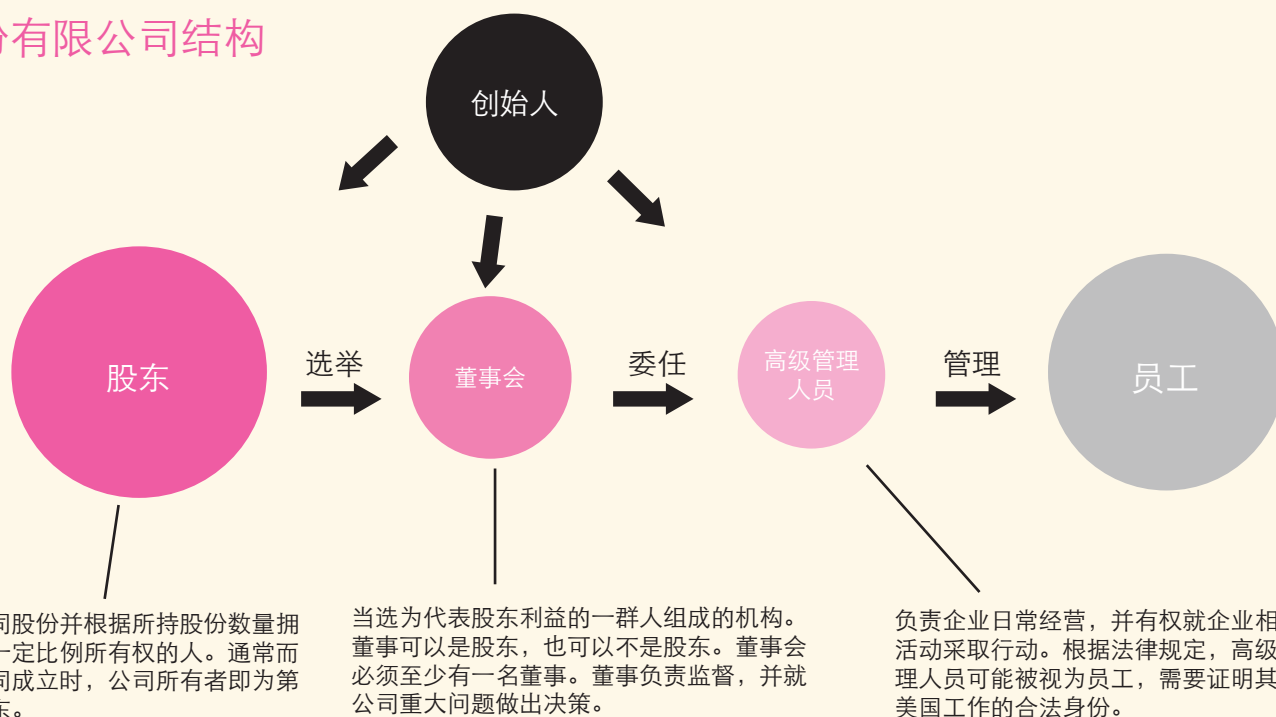 份有限公司结构
创始人
股东
选举
董事会
委任
高级管理
人员
管理
员工
司股份并根据所持股份数量拥
一定比例所有权的人。通常而
司成立时，公司所有者即为第
东。
当选为代表股东利益的一群人组成的机构。
董事可以是股东，也可以不是股东。董事会
必须至少有一名董事。董事负责监督，并就
公司重大问题做出决策。
负责企业日常经营，并有权就企业相
活动采取行动。根据法律规定，高级
理人员可能被视为员工，需要证明其
美国工作的合法身份。